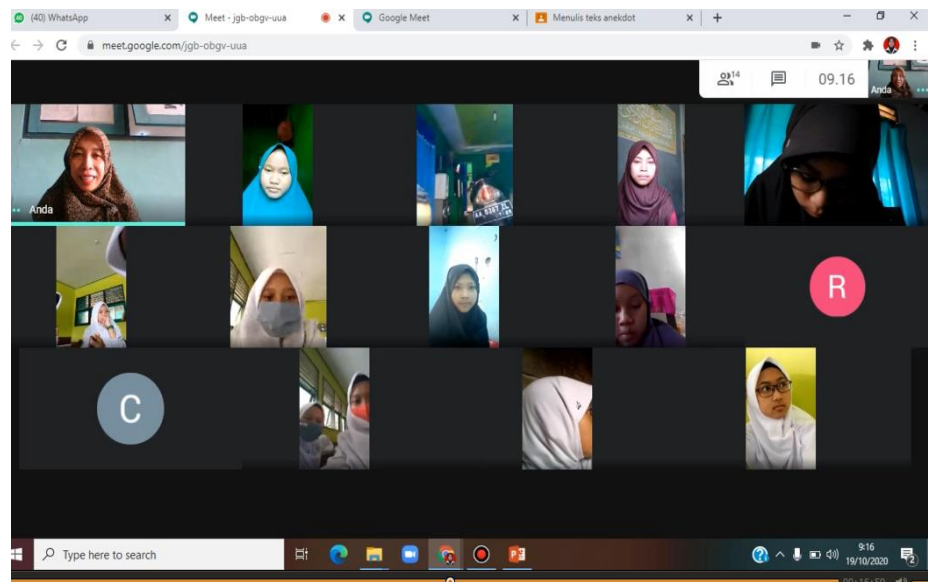 (40) WhatsApp
Meet - jgb-obgv-uua
Google Meet
Menulis teks anekdot
meet.google.com/jgb-obgv-uua
14
09.16
Anda
Anda
R
C
Type here to search
9:16
19/10/2020
2